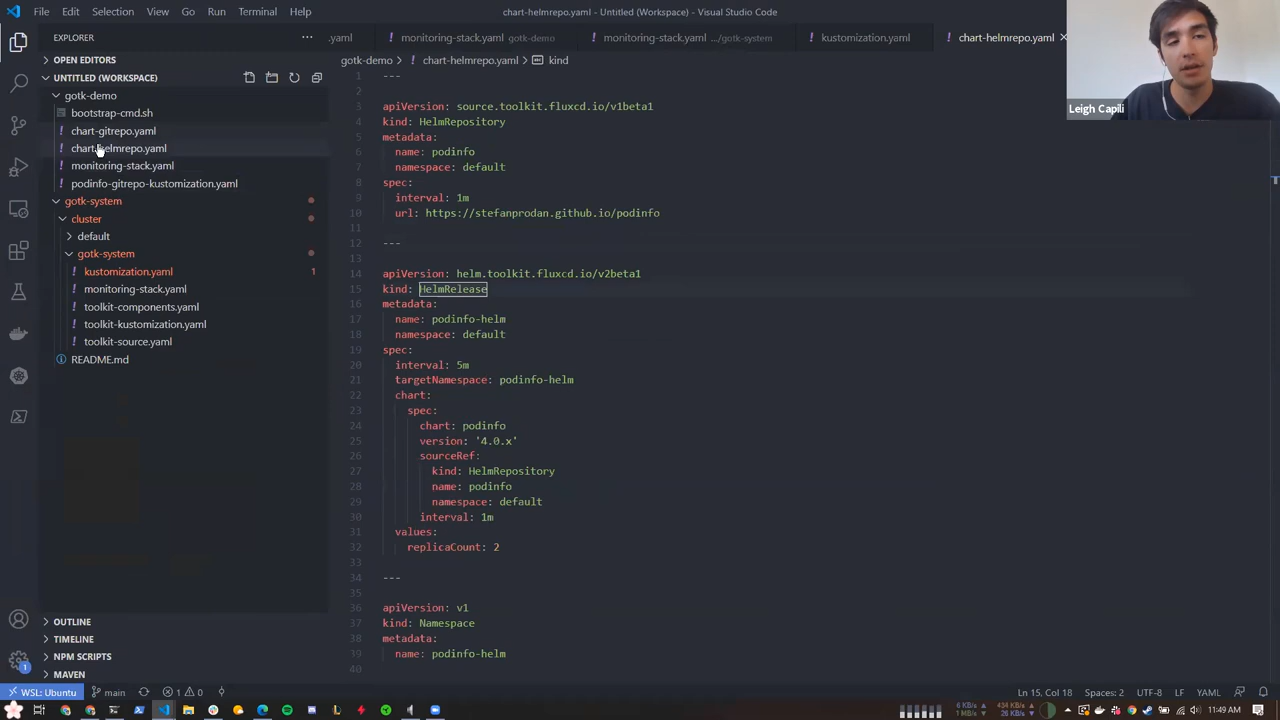 File Edit Selection View Go Run Terminal Help
chart-helmrepo.yaml - Untitled (Workspace) - Visual Studio Code
EXPLORER
OPEN EDITORS
UNTITLED (WORKSPACE)
gotk-demo
bootstrap-cmd.sh
chart-gitrepo.yaml
chart-helmrepo.yaml
monitoring-stack.yaml
podinfo-gitrepo-kustomization.yaml
gotk-system
cluster
default
gotk-system
kustomization.yaml 1
monitoring-stack.yaml
toolkit-components.yaml
toolkit-kustomization.yaml
toolkit-source.yaml
README.md
OUTLINE
TIMELINE
NPM SCRIPTS
MAVEN
.yaml monitoring-stack.yaml gotk-demo monitoring-stack.yaml .../gotk-system kustomization.yaml chart-helmrepo.yaml
gotk-demo > chart-helmrepo.yaml > kind
1 ---
2
3 apiVersion: source.toolkit.fluxcd.io/v1beta1
4 kind: HelmRepository
5 metadata:
6 name: podinfo
7 namespace: default
8 spec:
9 interval: 1m
10 url: https://stefanprodan.github.io/podinfo
11
12 ---
13
14 apiVersion: helm.toolkit.fluxcd.io/v2beta1
15 kind: HelmRelease
16 metadata:
17 name: podinfo-helm
18 namespace: default
19 spec:
20 interval: 5m
21 targetNamespace: podinfo-helm
22 chart:
23 spec:
24 chart: podinfo
25 version: '4.0.x'
26 sourceRef:
27 kind: HelmRepository
28 name: podinfo
29 namespace: default
30 interval: 1m
31 values:
32 replicaCount: 2
33
34 ---
35
36 apiVersion: v1
37 kind: Namespace
38 metadata:
39 name: podinfo-helm
40
Leigh Capili
1
WSL: Ubuntu main 1 0
Ln 15, Col 18 Spaces: 2 UTF-8 LF YAML
11:49 AM